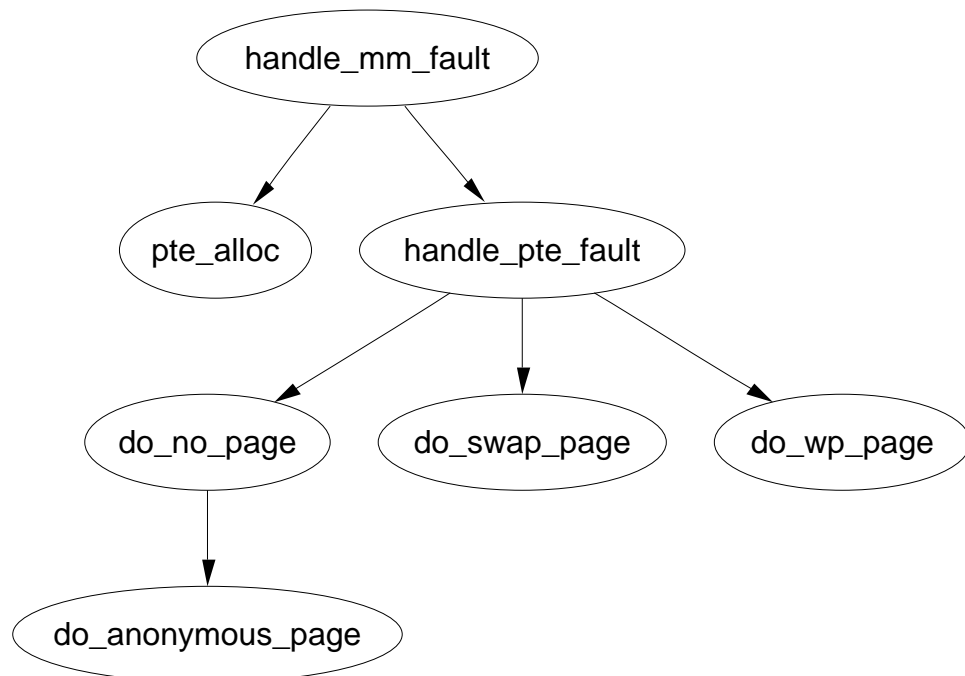 handle_mm_fault
pte_alloc
handle_pte_fault
do_no_page
do_swap_page
do_wp_page
do_anonymous_page